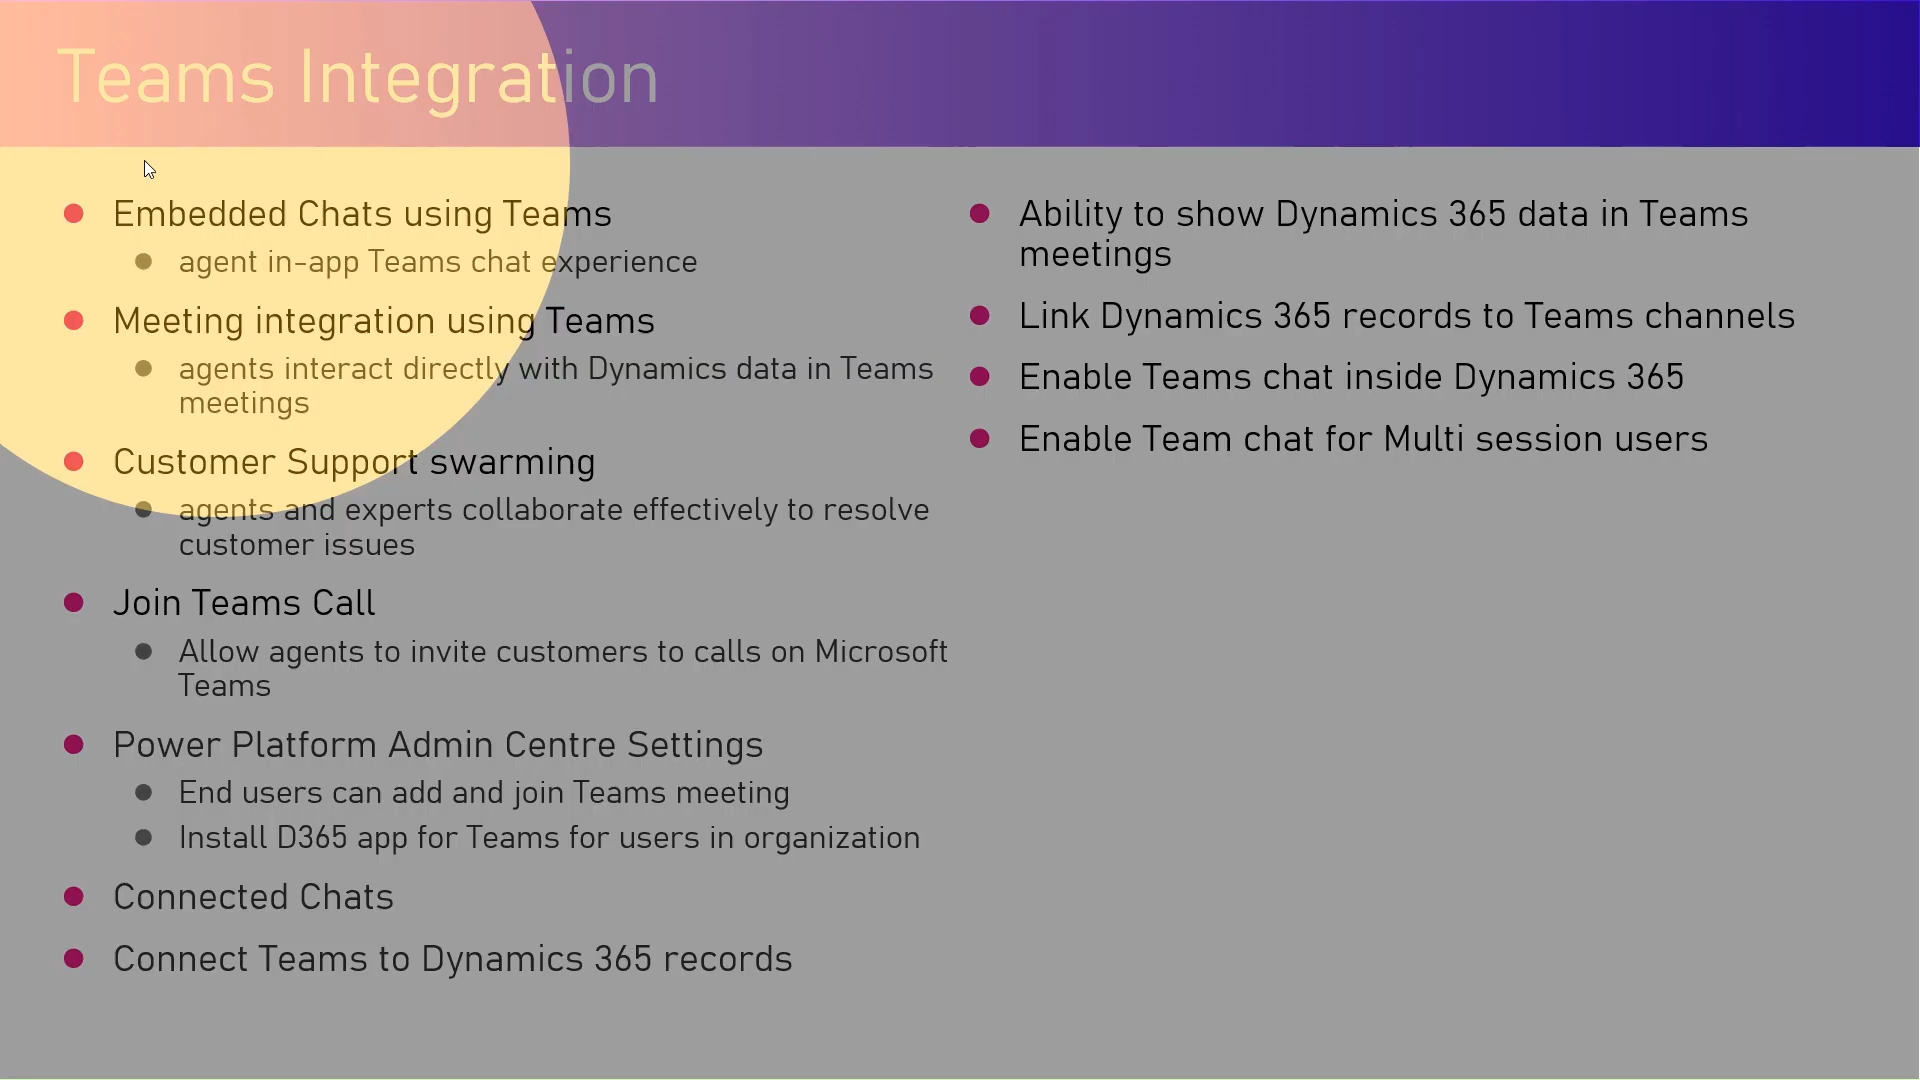 Teams Integration
Embedded Chats using Teams
agent in-app Teams chat experience
Meeting integration using Teams
agents interact directly with Dynamics data in Teams
meetings
Customer Support swarming
agents and experts collaborate effectively to resolve
customer issues
Join Teams Call
Allow agents to invite customers to calls on Microsoft
Teams
Power Platform Admin Centre Settings
End users can add and join Teams meeting
Install D365 app for Teams for users in organization
Connected Chats
Connect Teams to Dynamics 365 records
Ability to show Dynamics 365 data in Teams
meetings
Link Dynamics 365 records to Teams channels
Enable Teams chat inside Dynamics 365
Enable Team chat for Multi session users